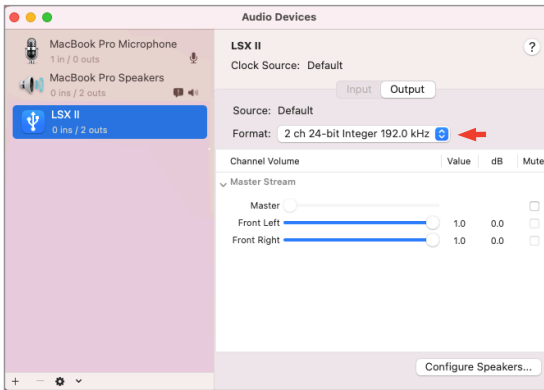 Audio Devices
MacBook Pro Microphone
1 in / 0 outs
MacBook Pro Speakers
0 ins / 2 outs
LSX II
0 ins / 2 outs
LSX II
?
Clock Source: Default
Input Output
Source: Default
Format: 2 ch 24-bit Integer 192.0 kHz
Channel Volume Value dB Mute
Master Stream
Master
Front Left 1.0 0.0
Front Right 1.0 0.0
Configure Speakers...